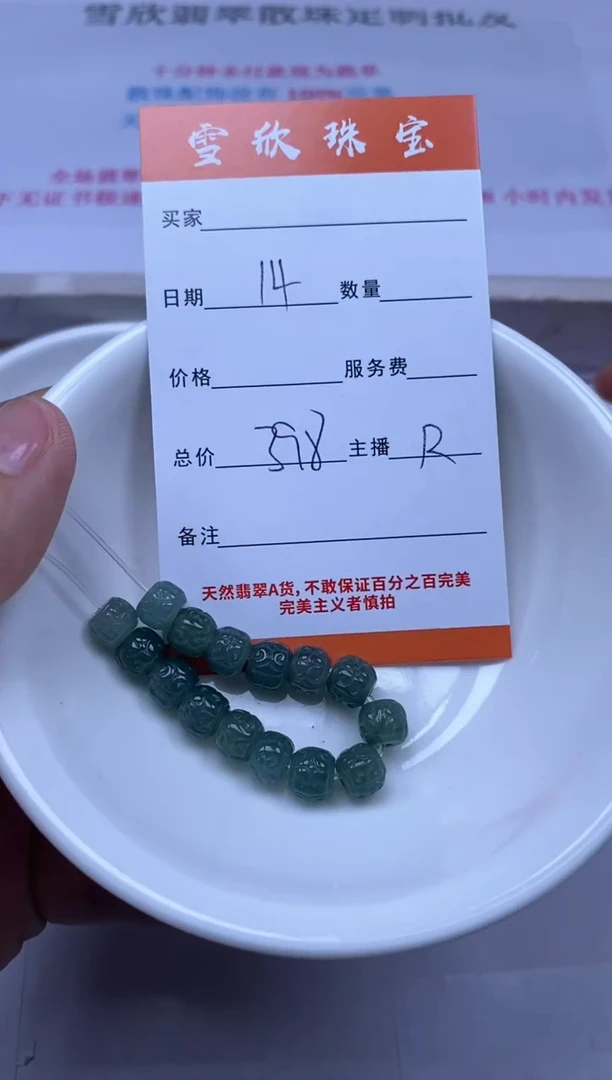 雪欣翡翠散珠定制批发
雪欣珠宝
买家
日期 14 数量
价格 服务费
总价 398 主播 R
备注
天然翡翠A货，不敢保证百分之百完美
完美主义者慎拍